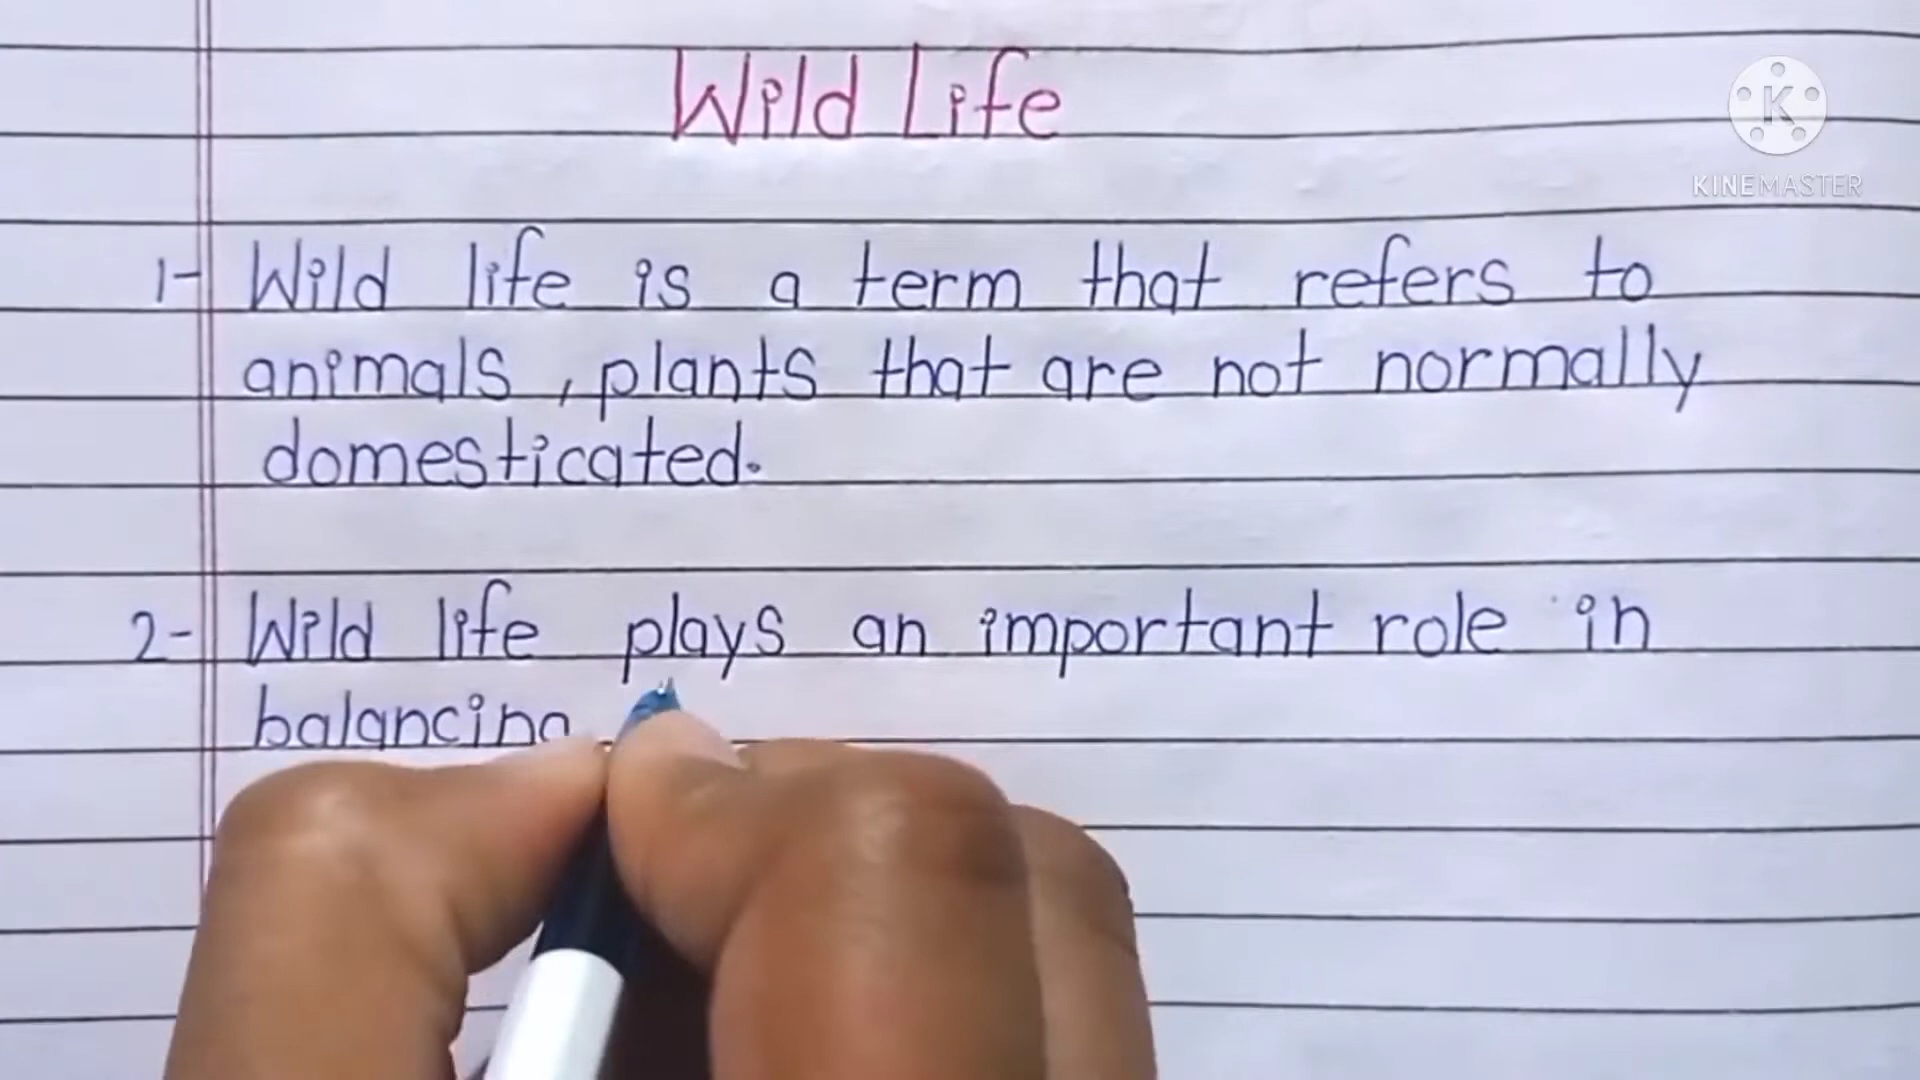 Wild Life
KINEMASTER
1- Wild life is a term that refers to
animals, plants that are not normally
domesticated.
2- Wild life plays an important role in
balancing